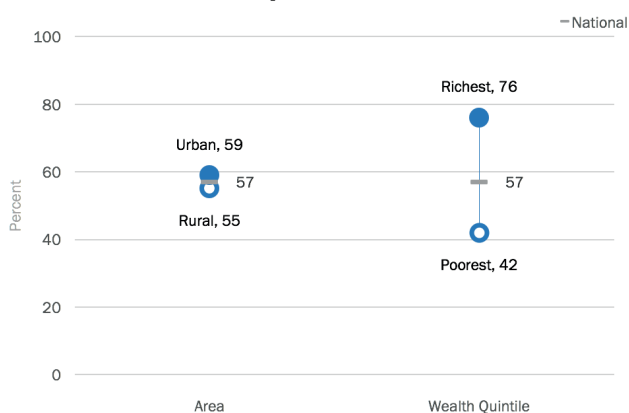 National
100
80
60
40
20
0
Percent
Richest, 76
Urban, 59
57
57
Rural, 55
Poorest, 42
Area
Wealth Quintile